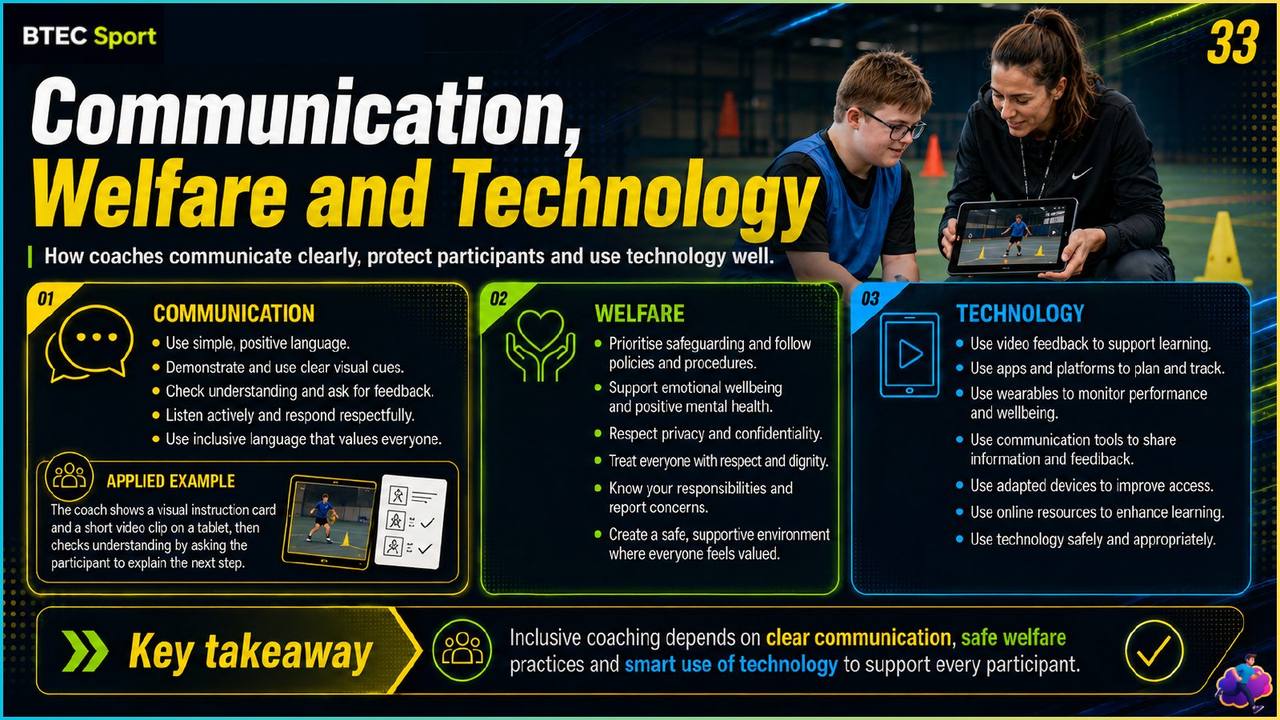 BTEC Sport
33
Communication,
Welfare and Technology
How coaches communicate clearly, protect participants and use technology well.
01
COMMUNICATION
Use simple, positive language.
Demonstrate and use clear visual cues.
Check understanding and ask for feedback.
Listen actively and respond respectfully.
Use inclusive language that values everyone.
APPLIED EXAMPLE
The coach shows a visual instruction card
and a short video clip on a tablet, then
checks understanding by asking the
participant to explain the next step.
02
WELFARE
Prioritise safeguarding and follow
policies and procedures.
Support emotional wellbeing
and positive mental health.
Respect privacy and confidentiality.
Treat everyone with respect and dignity.
Know your responsibilities and
report concerns.
Create a safe, supportive environment
where everyone feels valued.
03
TECHNOLOGY
Use video feedback to support learning.
Use apps and platforms to plan and track.
Use wearables to monitor performance
and wellbeing.
Use communication tools to share
information and feedback.
Use adapted devices to improve access.
Use online resources to enhance learning.
Use technology safely and appropriately.
Key takeaway
Inclusive coaching depends on clear communication, safe welfare
practices and smart use of technology to support every participant.